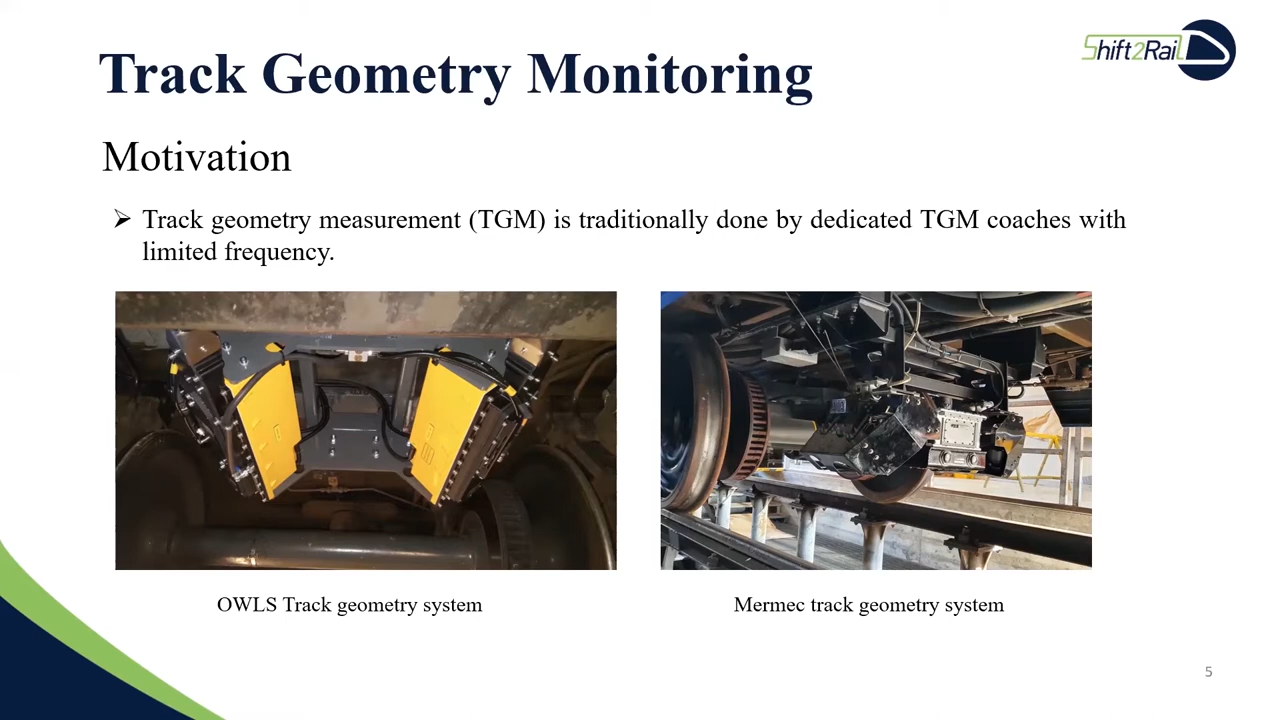 Shift2Rail
Track Geometry Monitoring
Motivation
Track geometry measurement (TGM) is traditionally done by dedicated TGM coaches with
limited frequency.
OWLS Track geometry system
Mermec track geometry system
5